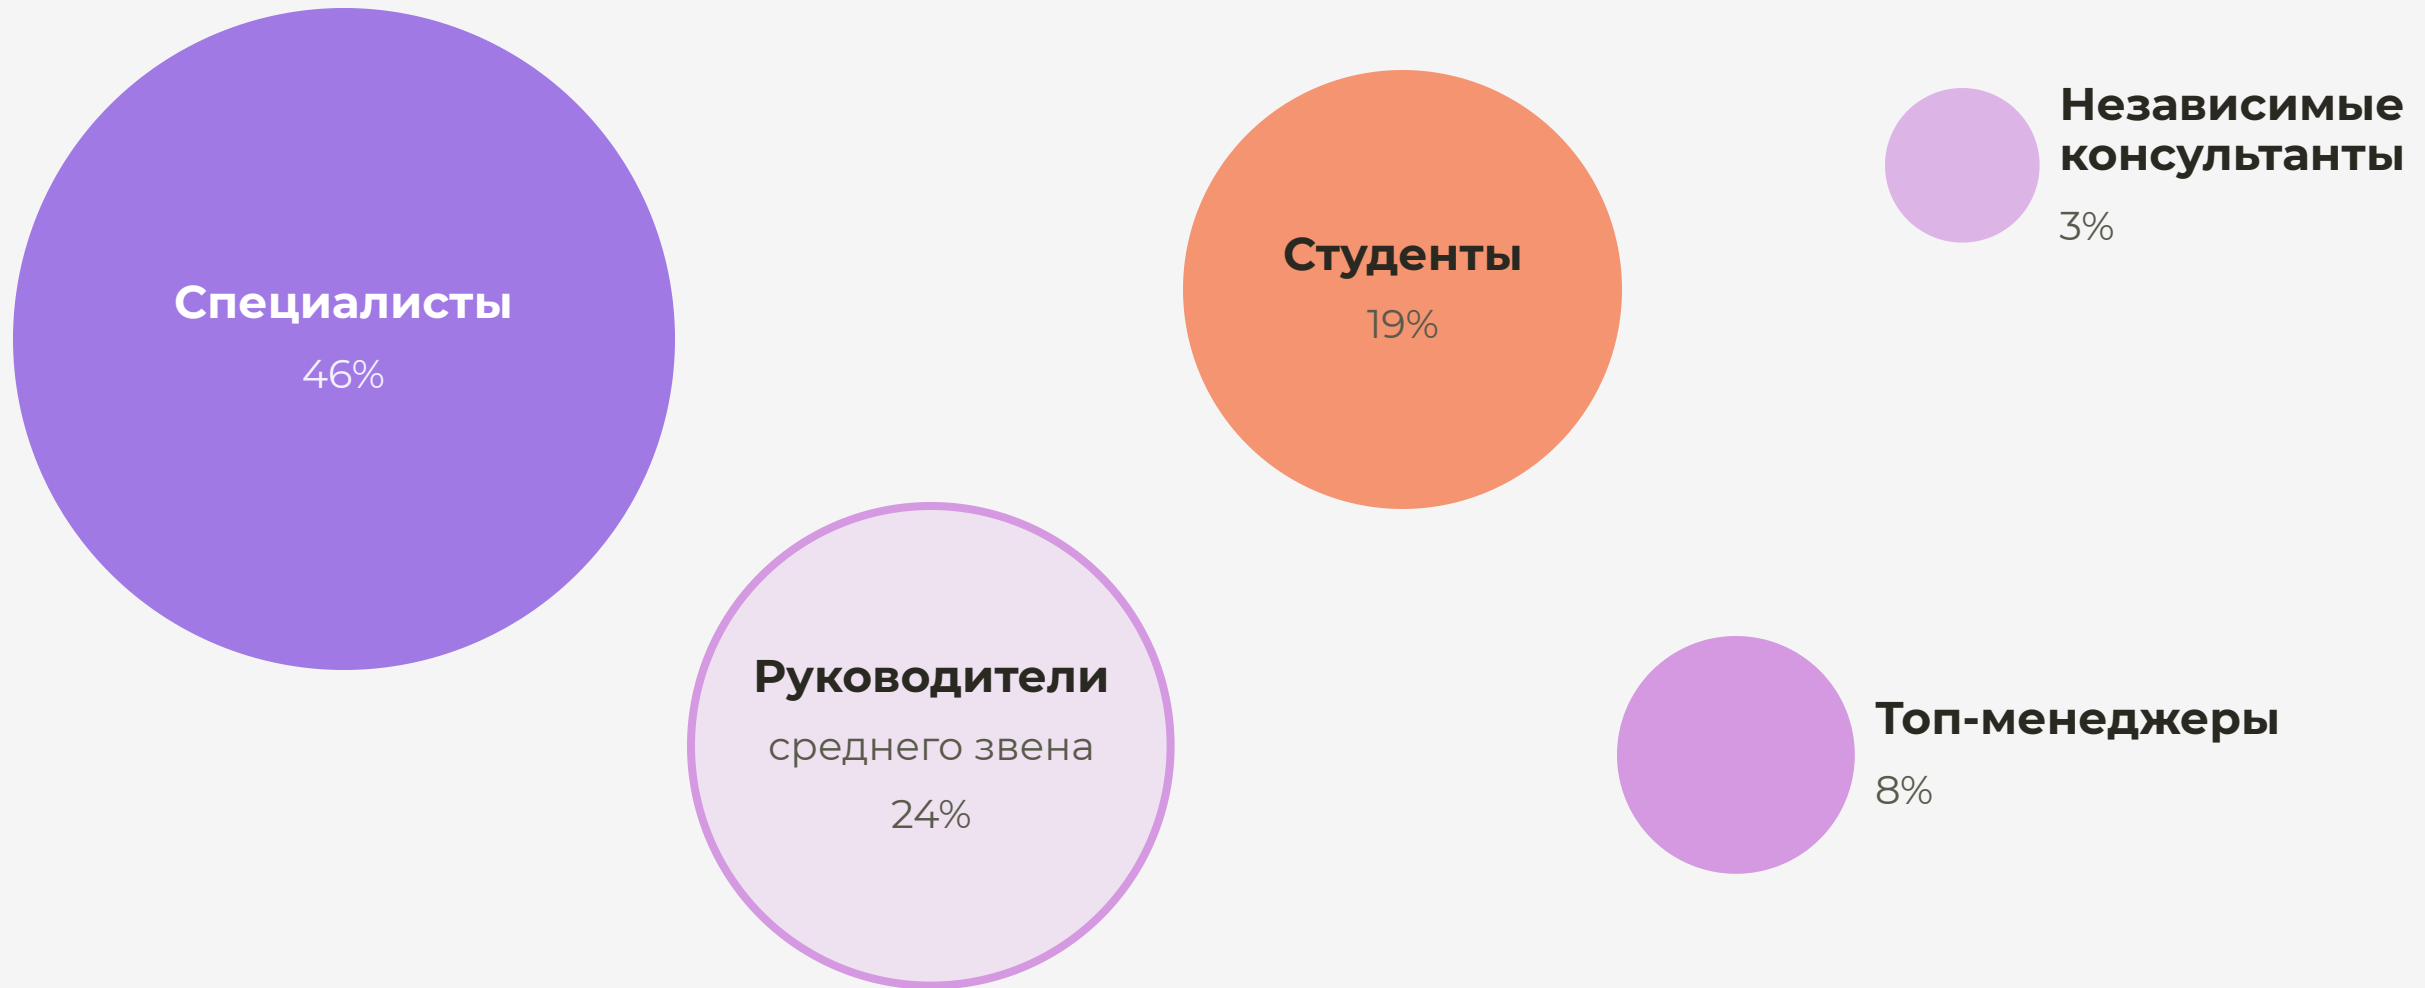 Специалисты
46%
Руководители
среднего звена
24%
Студенты
19%
Независимые
консультанты
3%
Топ-менеджеры
8%